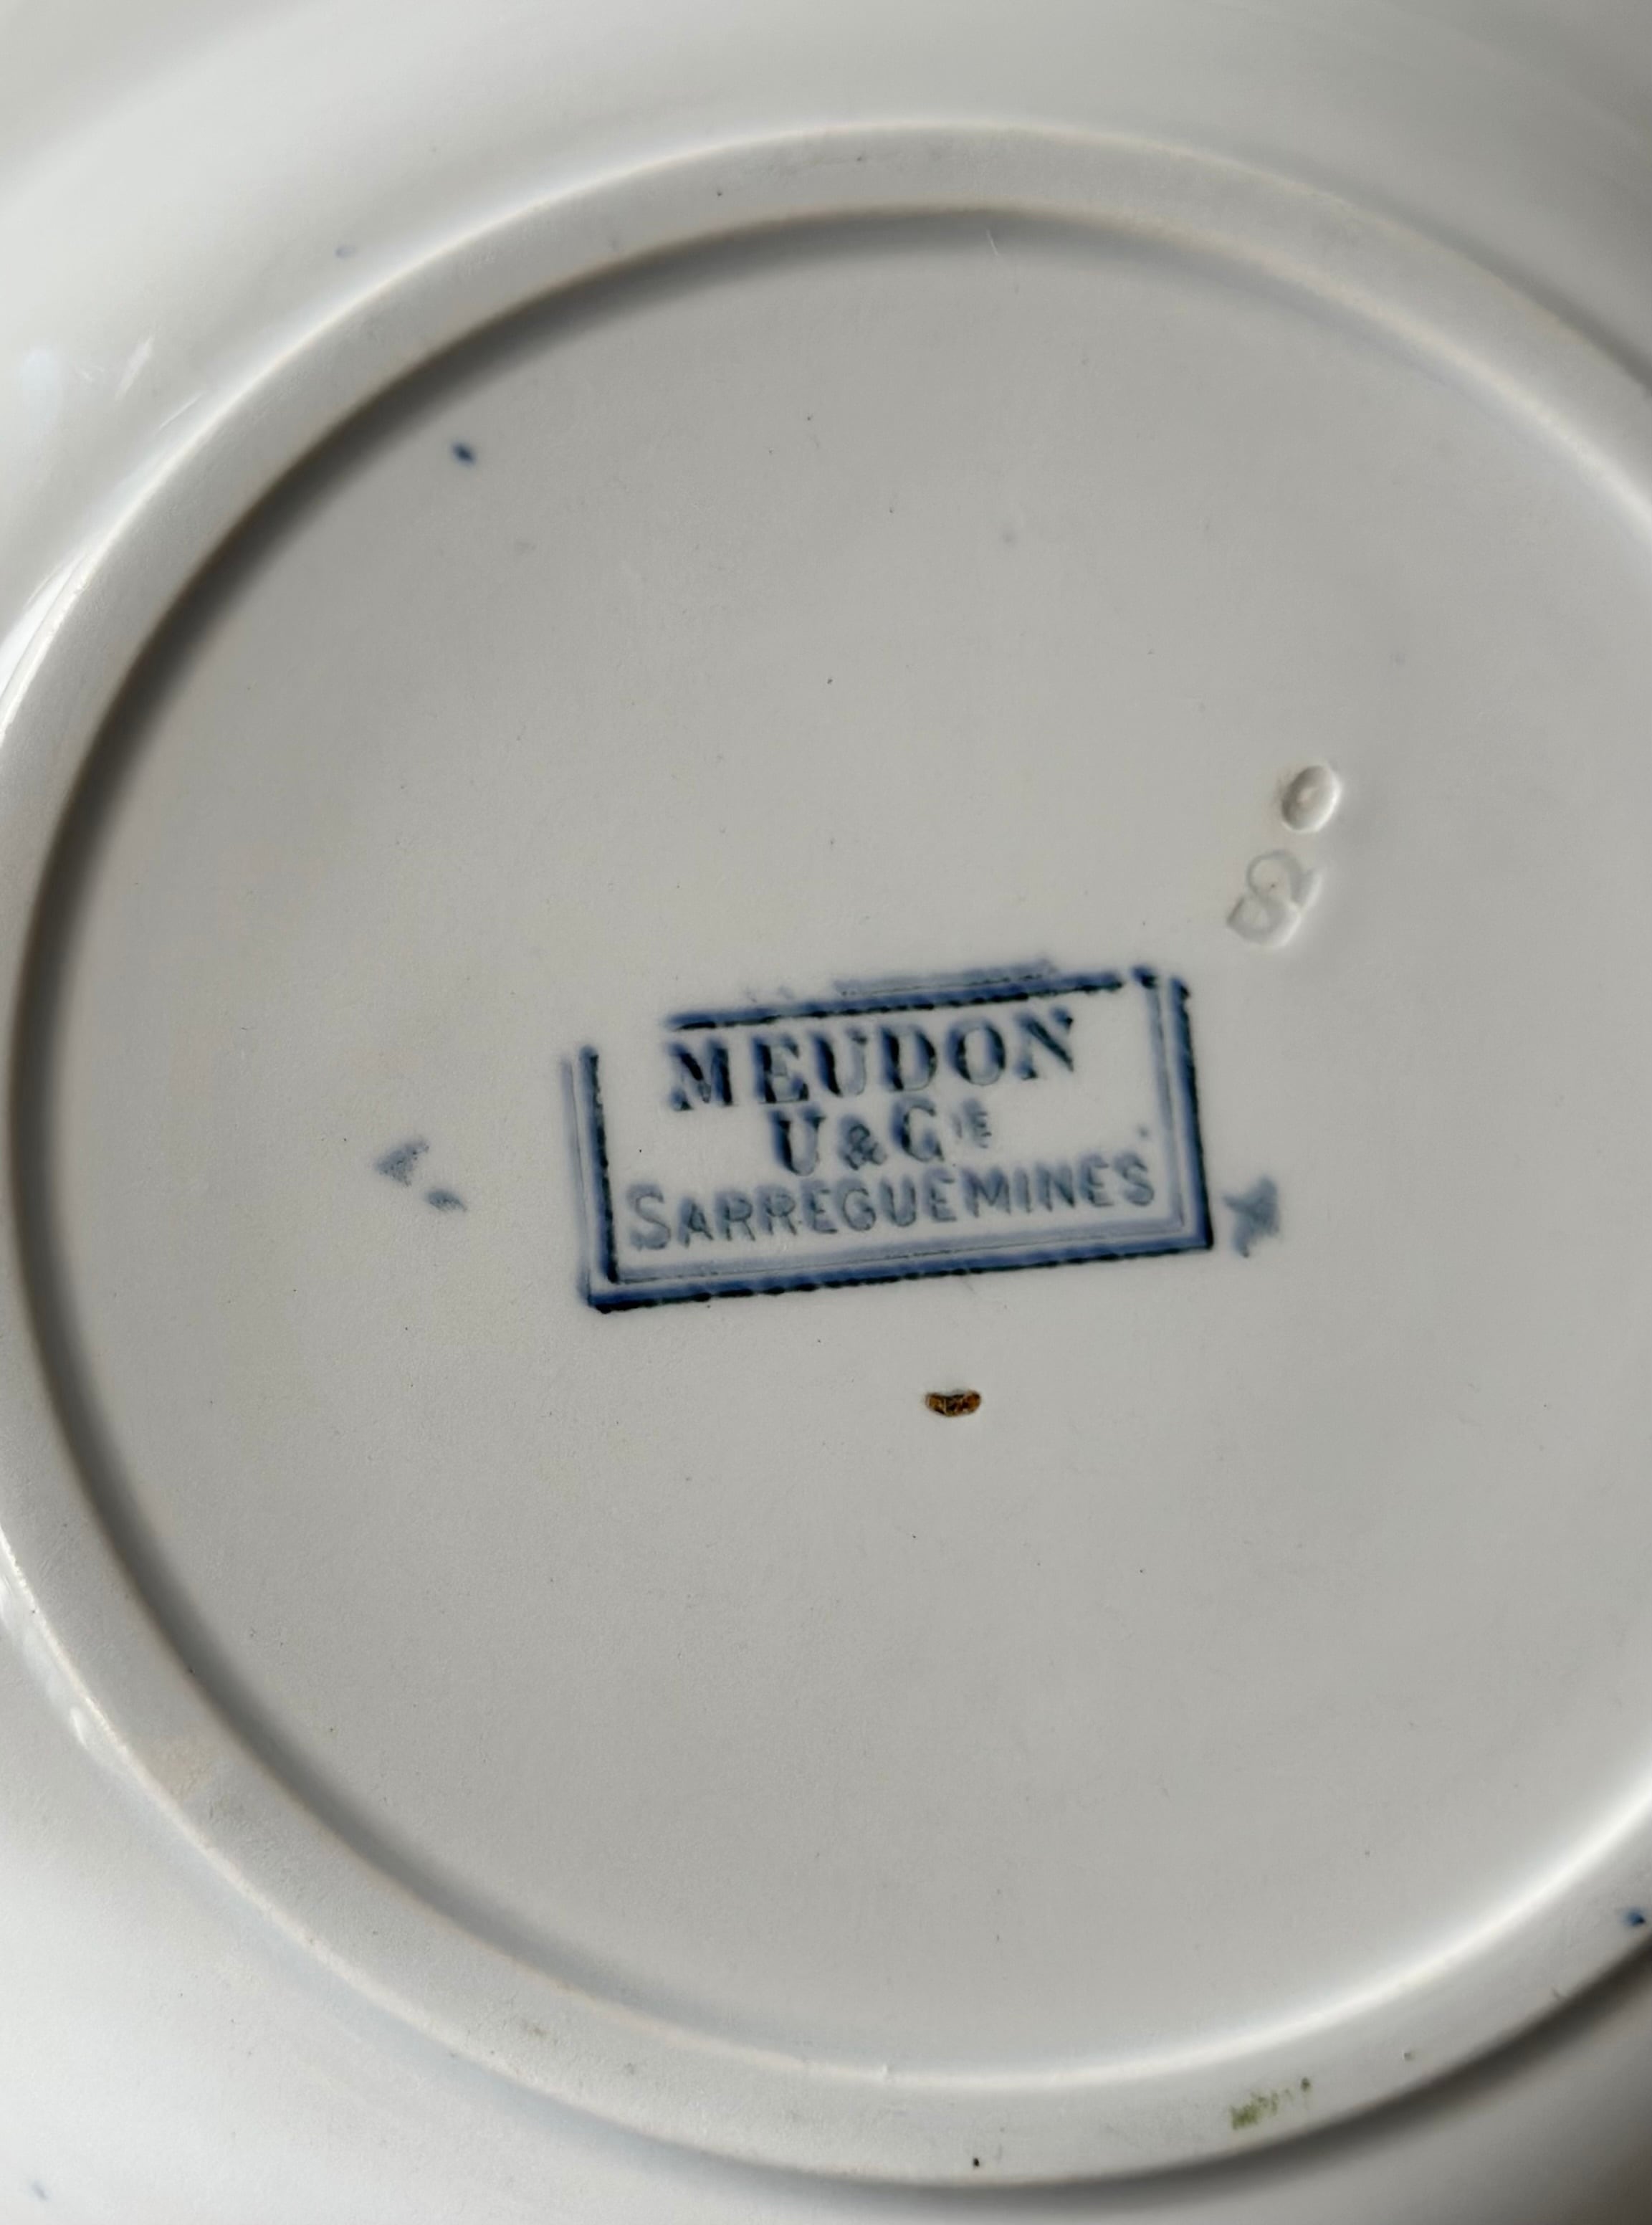 MEUDON
U & Cie
SARREGUEMINES